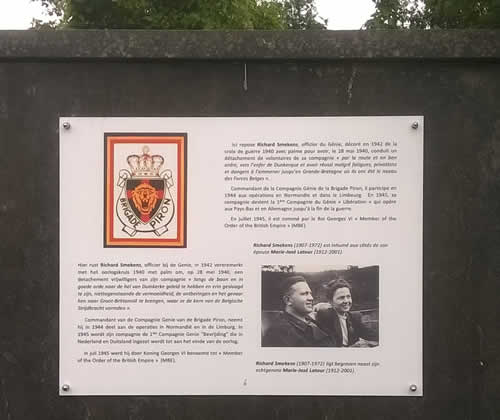 BRIGADE PIRON
Hier rust Richard Smekens, officier bij de Genie, in 1942 vereremerkt
met het oorlogskruis 1940 met palm om, op 28 mei 1940, een
detachement vrijwilligers van zijn compagnie « langs de baan en in
goede orde naar de hel van Duinkerke geleid te hebben en erin geslaagd
te zijn, niettegenstaande de vermoeidheid, de ontberingen en het gevaar
hen naar Groot-Brittannië te brengen, waar ze de kern van de Belgische
Strijdkracht vormden ».
Commandant van de Compagnie Génie van de Brigade Piron, neemt
hij in 1944 deel aan de operaties in Normandië en in de Limburg. In
1945 wordt zijn compagnie de 1ste Compagnie Genie "Bevrijding" die in
Nederland en Duitsland ingezet wordt tot aan het einde van de oorlog.
In juli 1945 werd hij door Koning Georges VI benoemd tot « Member
of the Order of the British Empire » (MBE).
Ici repose Richard Smekens, officier du Génie, décoré en 1942 de la
croix de guerre 1940 avec palme pour avoir, le 28 mai 1940, conduit un
détachement de volontaires de sa compagnie « par la route et en bon
ordre, vers l'enfer de Dunkerque et avoir réussi malgré fatigues, privations
et dangers à l'emmener jusqu'en Grande-Bretagne où ils ont été le noyau
des Forces Belges ».
Commandant de la Compagnie Génie de la Brigade Piron, il participe en
1944 aux opérations en Normandie et dans le Limbourg. En 1945, sa
compagnie devient la 1ère Compagnie du Génie « Libération » qui opère
aux Pays-Bas et en Allemagne jusqu'à la fin de la guerre.
En juillet 1945, il est nommé par le Roi Georges VI « Member of the
Order of the British Empire » (MBE)
Richard Smekens (1907-1972) est inhumé aux côtés de son
épouse Marie-José Latour (1912-2001).
Richard Smekens (1907-1972) ligt begraven naast zijn
echtgenote Marie-José Latour (1912-2001).